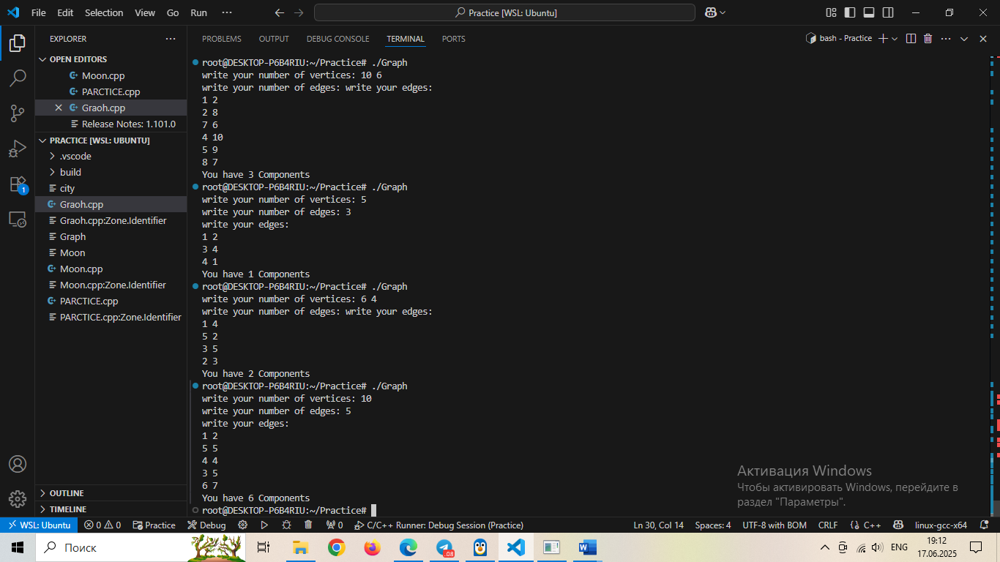 File Edit Selection View Go Run ··· Practice [WSL: Ubuntu]
EXPLORER ···
OPEN EDITORS
Moon.cpp
PARCTICE.cpp
Graoh.cpp
Release Notes: 1.101.0
PRACTICE [WSL: UBUNTU]
.vscode
build
city
Graoh.cpp
Graoh.cpp:Zone.Identifier
Graph
Moon
Moon.cpp
Moon.cpp:Zone.Identifier
PARCTICE.cpp
PARCTICE.cpp:Zone.Identifier
OUTLINE
TIMELINE
1
PROBLEMS OUTPUT DEBUG CONSOLE TERMINAL PORTS bash - Practice
root@DESKTOP-P6B4RIU:~/Practice# ./Graph
write your number of vertices: 10 6
write your number of edges: write your edges:
1 2
2 8
7 6
4 10
5 9
8 7
You have 3 Components
root@DESKTOP-P6B4RIU:~/Practice# ./Graph
write your number of vertices: 5
write your number of edges: 3
write your edges:
1 2
3 4
4 1
You have 1 Components
root@DESKTOP-P6B4RIU:~/Practice# ./Graph
write your number of vertices: 6 4
write your number of edges: write your edges:
1 4
5 2
3 5
2 3
You have 2 Components
root@DESKTOP-P6B4RIU:~/Practice# ./Graph
write your number of vertices: 10
write your number of edges: 5
write your edges:
1 2
5 5
4 4
3 5
6 7
You have 6 Components
root@DESKTOP-P6B4RIU:~/Practice#
Активация Windows
Чтобы активировать Windows, перейдите в
раздел "Параметры".
WSL: Ubuntu 0 0 Practice Debug 0 C/C++ Runner: Debug Session (Practice) Ln 30, Col 14 Spaces: 4 UTF-8 with BOM CRLF C++ linux-gcc-x64
Поиск .08 ENG 19:12
17.06.2025